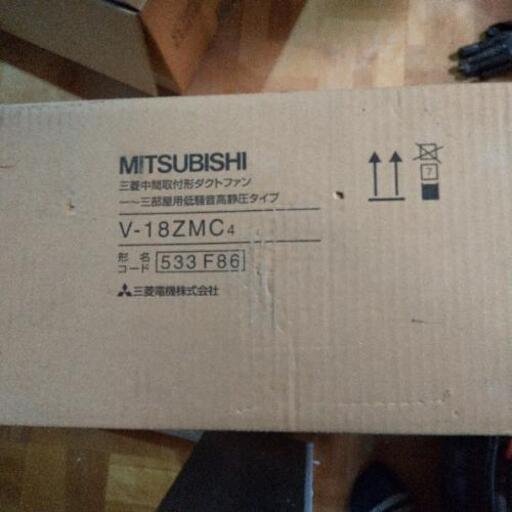 MITSUBISHI
三菱中間取付形ダクトファン
一〜三部屋用低騒音高静圧タイプ
V-18ZMC4
形名コード 533 F86
三菱電機株式会社
7